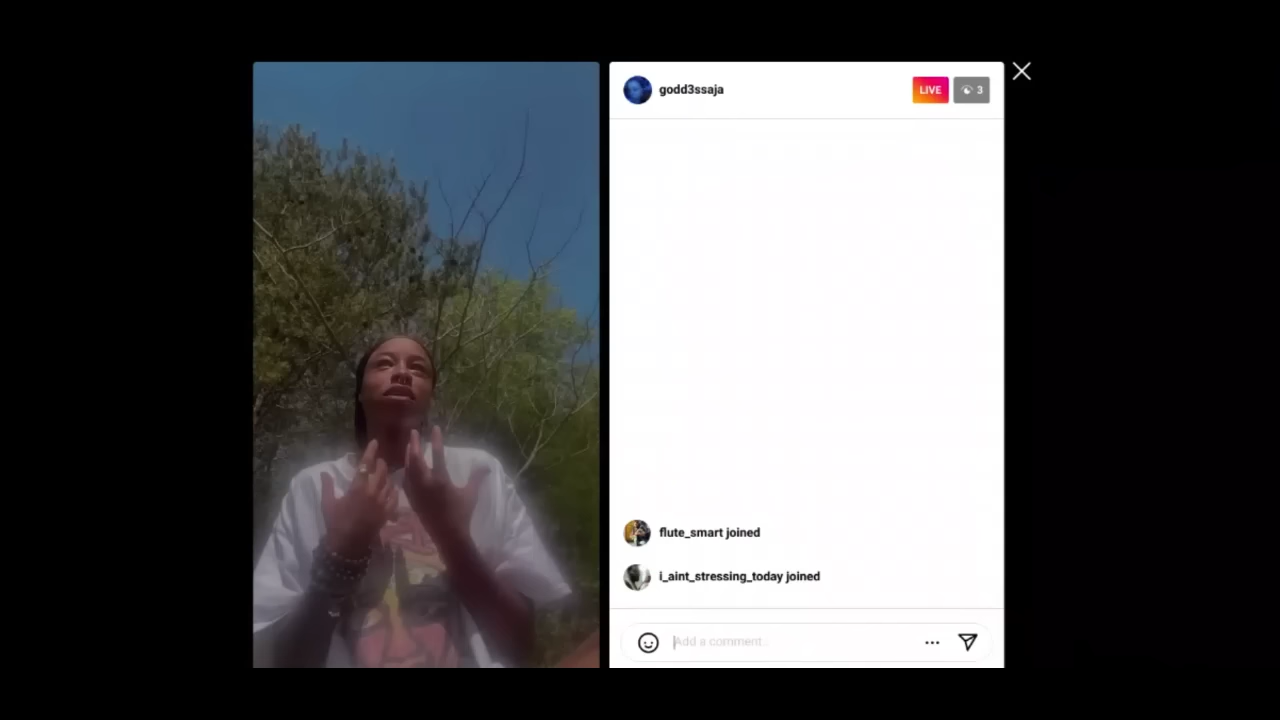 godd3ssaja
LIVE
3
flute_smart joined
i_aint_stressing_today joined
Add a comment...